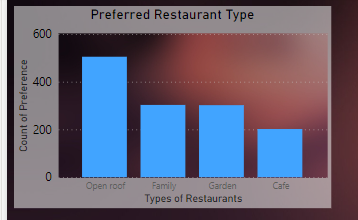 Preferred Restaurant Type
600
400
200
0
Count of Preference
Open roof Family Garden Cafe
Types of Restaurants